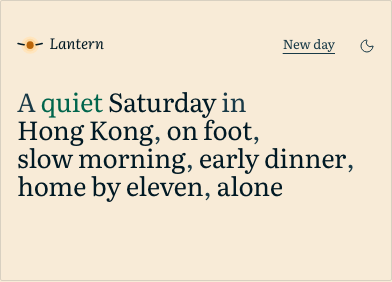 Lantern
New day
A quiet Saturday in
Hong Kong, on foot,
slow morning, early dinner,
home by eleven, alone